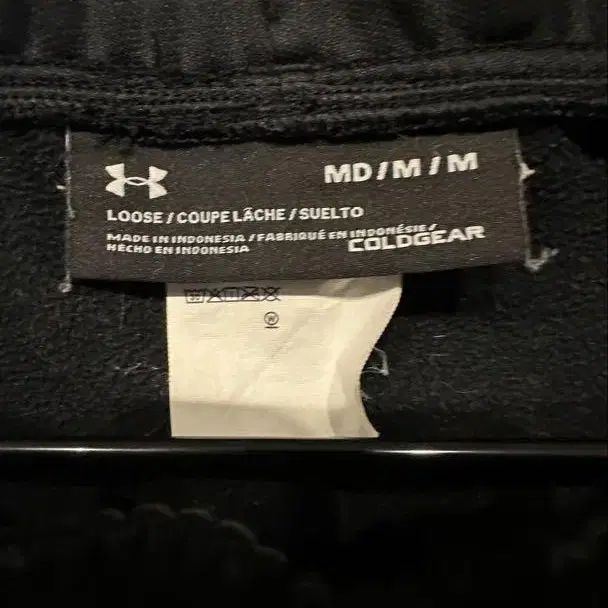 MD/M/M
LOOSE/COUPE LÂCHE/SUELTO
MADE IN INDONESIA/FABRIQUÉ EN INDONÉSIE/
HECHO EN INDONESIA
COLDGEAR
W